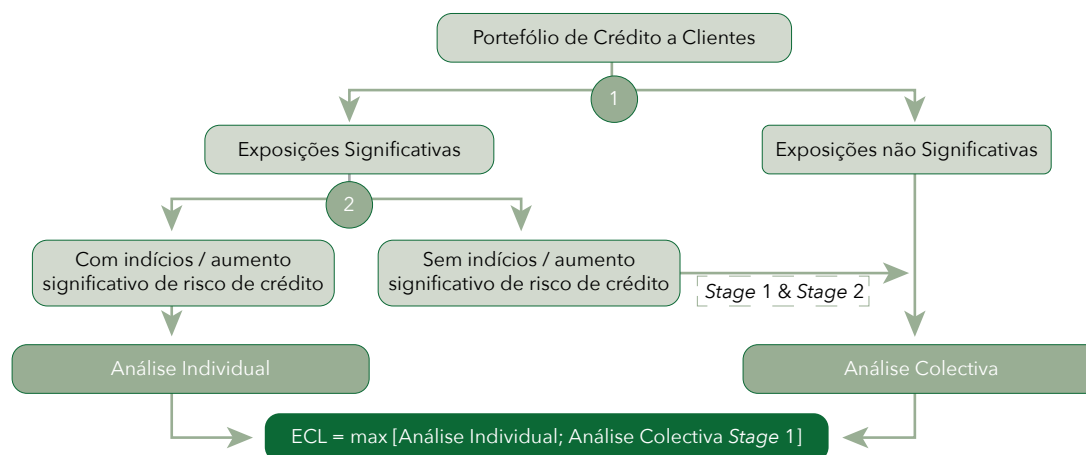 Portefólio de Crédito a Clientes
1
Exposições Significativas
Exposições não Significativas
2
Com indícios / aumento
significativo de risco de crédito
Sem indícios / aumento
significativo de risco de crédito
Stage 1 & Stage 2
Análise Individual
Análise Colectiva
ECL = max [Análise Individual; Análise Colectiva Stage 1]